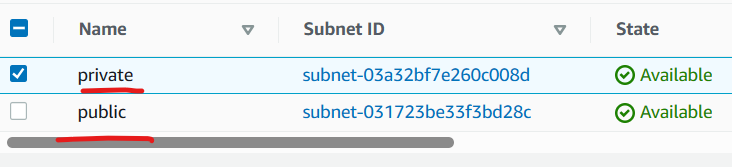 Name Subnet ID State
private subnet-03a32bf7e260c008d Available
public subnet-031723be33f3bd28c Available